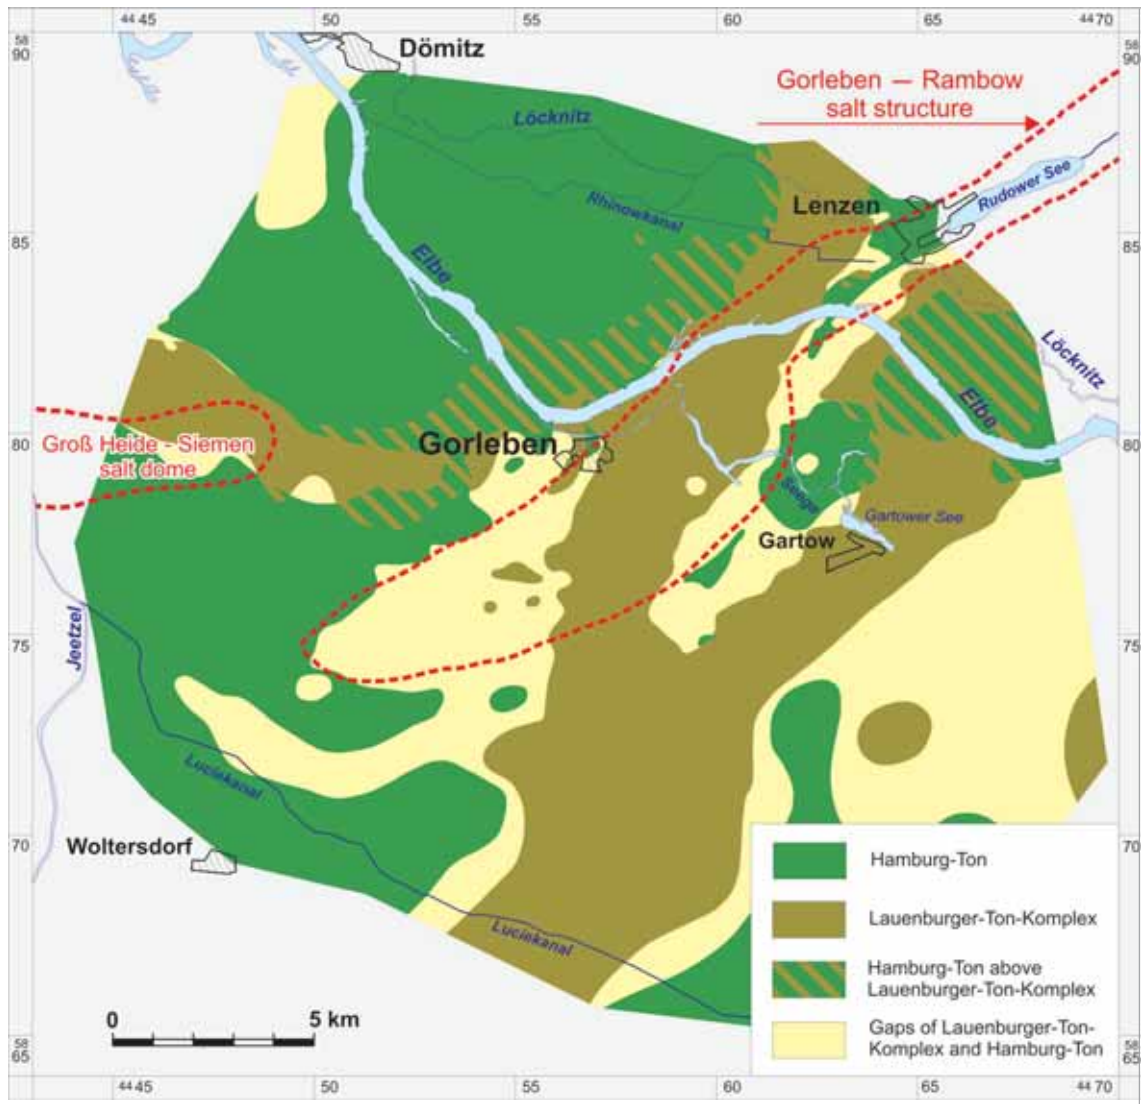 44 45
50
55
60
65
44 70
58
90
58
90
Dömitz
Gorleben — Rambow
salt structure
Löcknitz
Rudower See
Rhinowkanal
Lenzen
85
85
Elbe
Löcknitz
Elbe
80
80
Groß Heide - Siemen
salt dome
Gorleben
Seege
Gartower See
Gartow
75
75
Jeetzel
Luciekanal
70
70
Woltersdorf
Hamburg-Ton
Lauenburger-Ton-Komplex
Luciekanal
Hamburg-Ton above
Lauenburger-Ton-Komplex
0
5 km
Gaps of Lauenburger-Ton-
Komplex and Hamburg-Ton
58
65
58
65
44 45
50
55
60
65
44 70